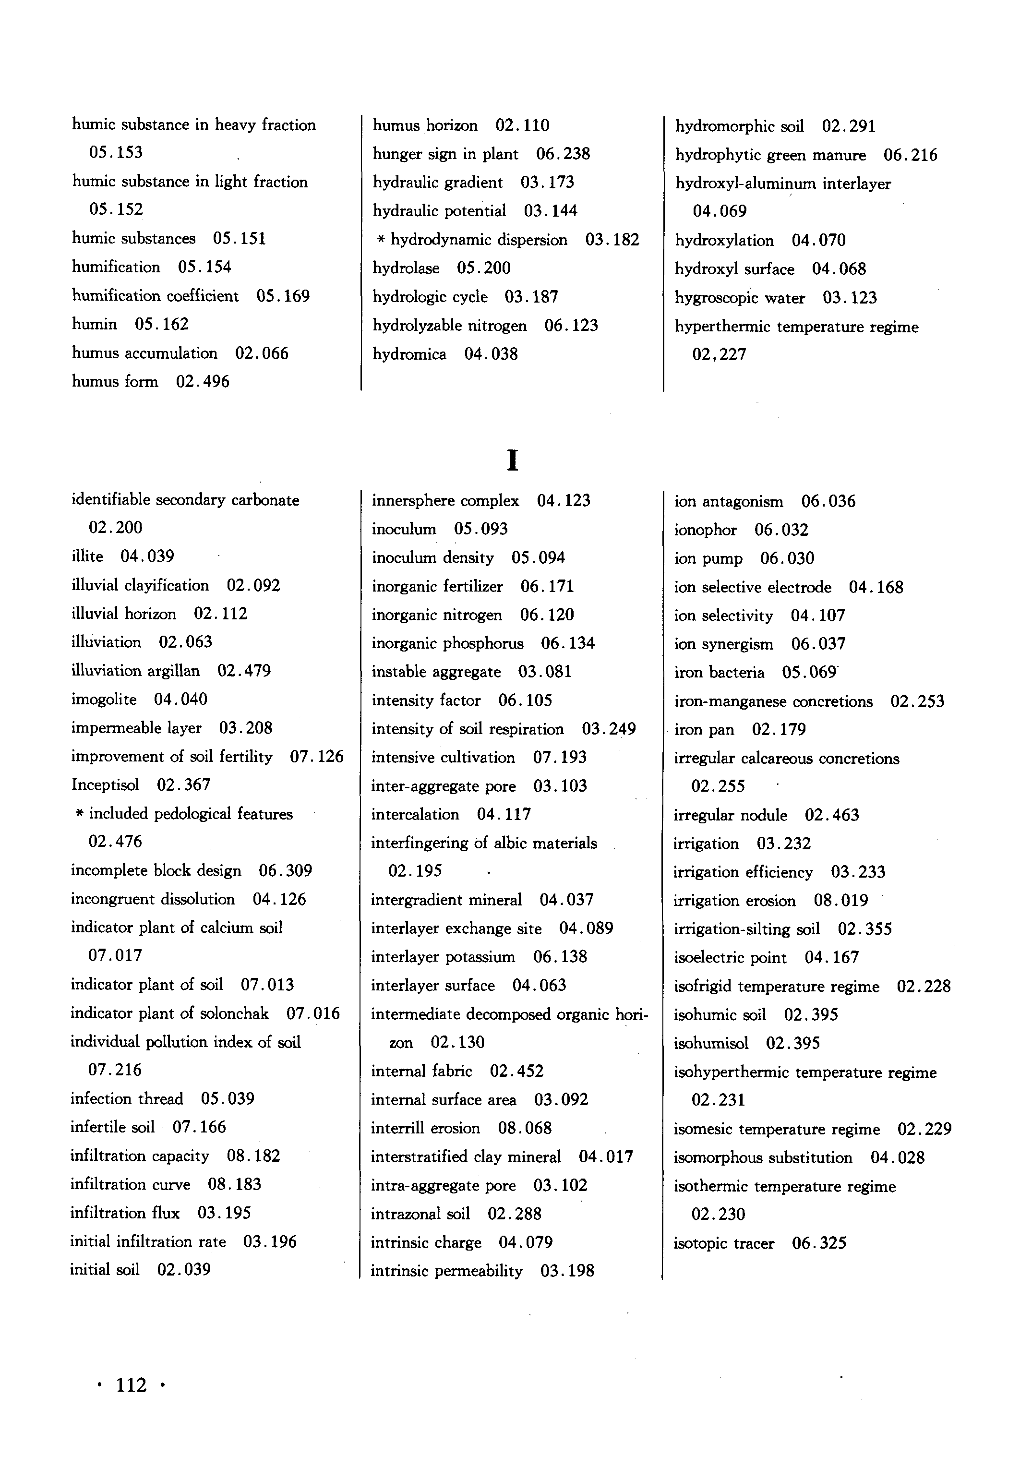 humic substance in heavy fraction
05.153
humic substance in light fraction
05.152
humic substances 05.151
humification 05.154
humification coefficient 05.169
humin 05.162
humus accumulation 02.066
humus form 02.496
humus horizon 02.110
hunger sign in plant 06.238
hydraulic gradient 03.173
hydraulic potential 03.144
* hydrodynamic dispersion 03.182
hydrolase 05.200
hydrologic cycle 03.187
hydrolyzable nitrogen 06.123
hydromica 04.038
hydromorphic soil 02.291
hydrophytic green manure 06.216
hydroxyl-aluminum interlayer
04.069
hydroxylation 04.070
hydroxyl surface 04.068
hygroscopic water 03.123
hyperthermic temperature regime
02,227
I
identifiable secondary carbonate
02.200
illite 04.039
illuvial clayification 02.092
illuvial horizon 02.112
illuviation 02.063
illuviation argillan 02.479
imogolite 04.040
impermeable layer 03.208
improvement of soil fertility 07.126
Inceptisol 02.367
* included pedological features
02.476
incomplete block design 06.309
incongruent dissolution 04.126
indicator plant of calcium soil
07.017
indicator plant of soil 07.013
indicator plant of solonchak 07.016
individual pollution index of soil
07.216
infection thread 05.039
infertile soil 07.166
infiltration capacity 08.182
infiltration curve 08.183
infiltration flux 03.195
initial infiltration rate 03.196
initial soil 02.039
innersphere complex 04.123
inoculum 05.093
inoculum density 05.094
inorganic fertilizer 06.171
inorganic nitrogen 06.120
inorganic phosphorus 06.134
instable aggregate 03.081
intensity factor 06.105
intensity of soil respiration 03.249
intensive cultivation 07.193
inter-aggregate pore 03.103
intercalation 04.117
interfingering of albic materials
02.195
intergradient mineral 04.037
interlayer exchange site 04.089
interlayer potassium 06.138
interlayer surface 04.063
intermediate decomposed organic hori-
zon 02.130
internal fabric 02.452
internal surface area 03.092
interrill erosion 08.068
interstratified clay mineral 04.017
intra-aggregate pore 03.102
intrazonal soil 02.288
intrinsic charge 04.079
intrinsic permeability 03.198
ion antagonism 06.036
ionophor 06.032
ion pump 06.030
ion selective electrode 04.168
ion selectivity 04.107
ion synergism 06.037
iron bacteria 05.069
iron-manganese concretions 02.253
iron pan 02.179
irregular calcareous concretions
02.255
irregular nodule 02.463
irrigation 03.232
irrigation efficiency 03.233
irrigation erosion 08.019
irrigation-silting soil 02.355
isoelectric point 04.167
isofrigid temperature regime 02.228
isohumic soil 02.395
isohumisol 02.395
isohyperthermic temperature regime
02.231
isomesic temperature regime 02.229
isomorphous substitution 04.028
isothermic temperature regime
02.230
isotopic tracer 06.325
· 112 ·